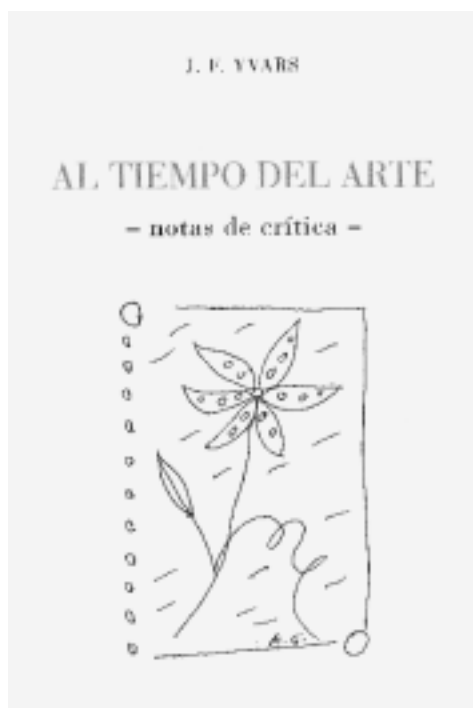 J. F. YVARS
AL TIEMPO DEL ARTE
– notas de crítica –